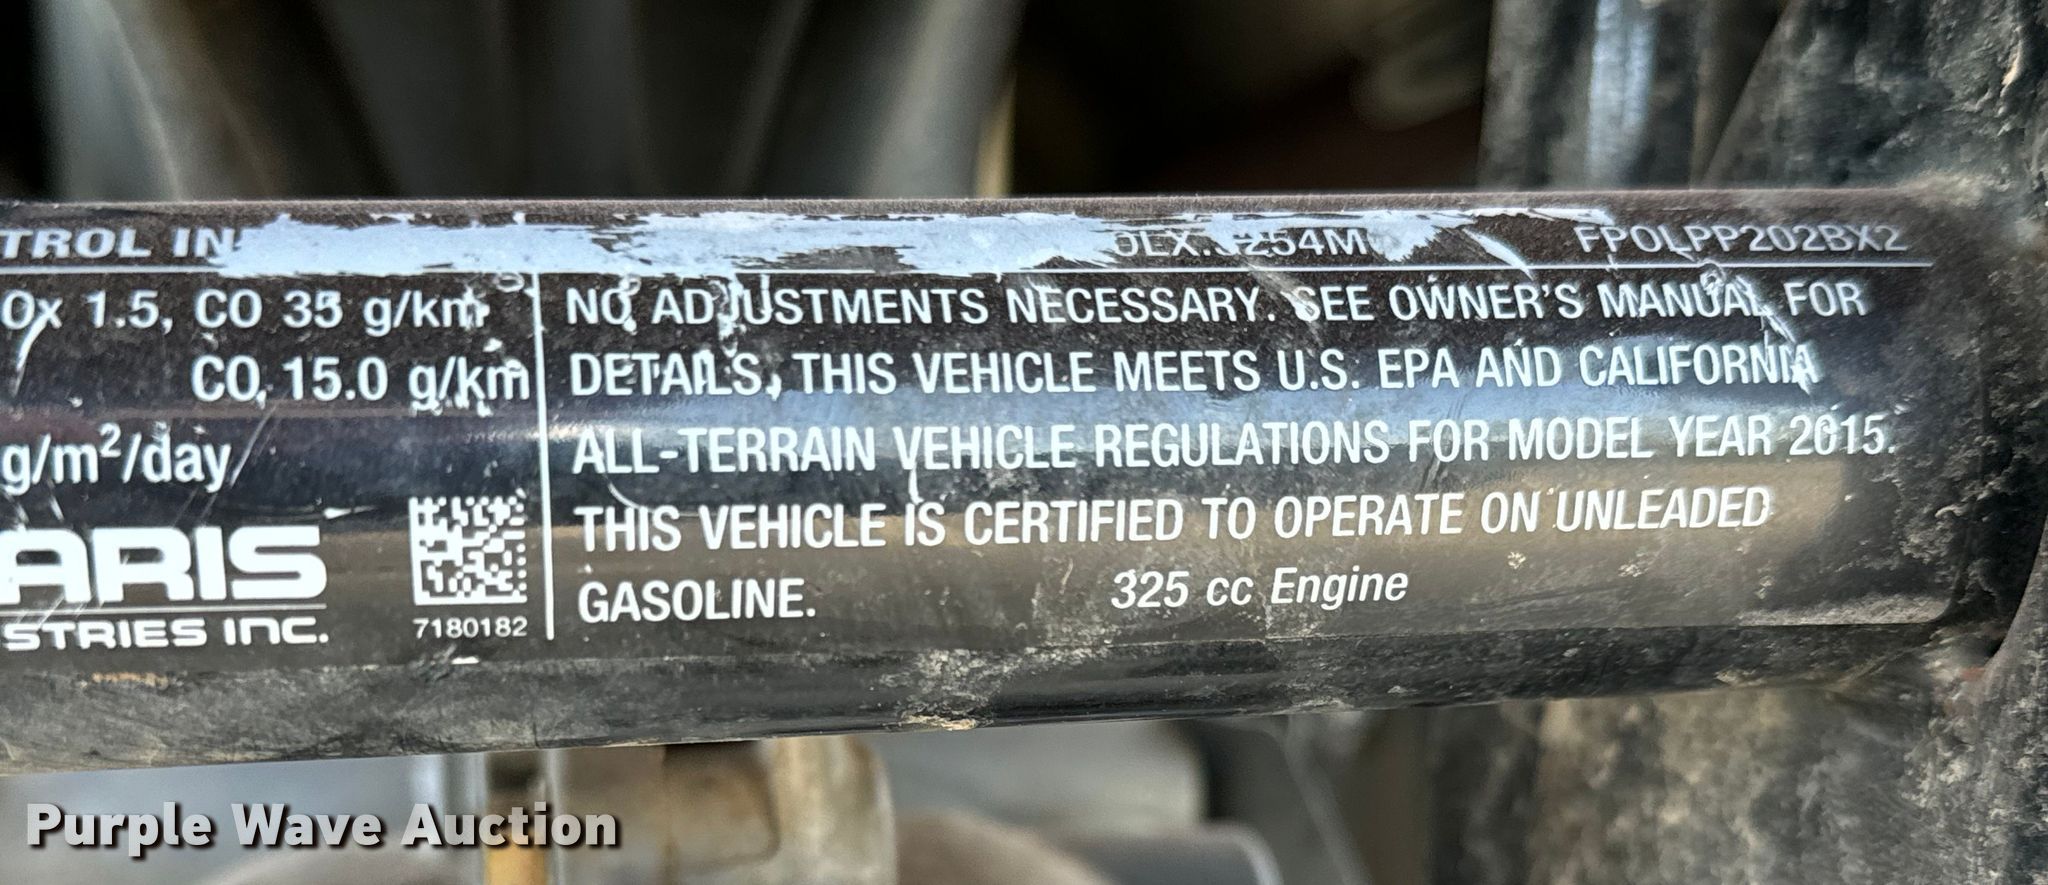 TROL IN
FPOLPP202BX2
Ox 1.5, CO 35 g/km
CO, 15.0 g/km
g/m²/day
ARIS
STRIES INC.
7180182
NO ADJUSTMENTS NECESSARY. SEE OWNER'S MANUAL FOR
DETAILS, THIS VEHICLE MEETS U.S. EPA AND CALIFORNIA
ALL-TERRAIN VEHICLE REGULATIONS FOR MODEL YEAR 2015.
THIS VEHICLE IS CERTIFIED TO OPERATE ON UNLEADED
GASOLINE. 325 cc Engine
Purple Wave Auction